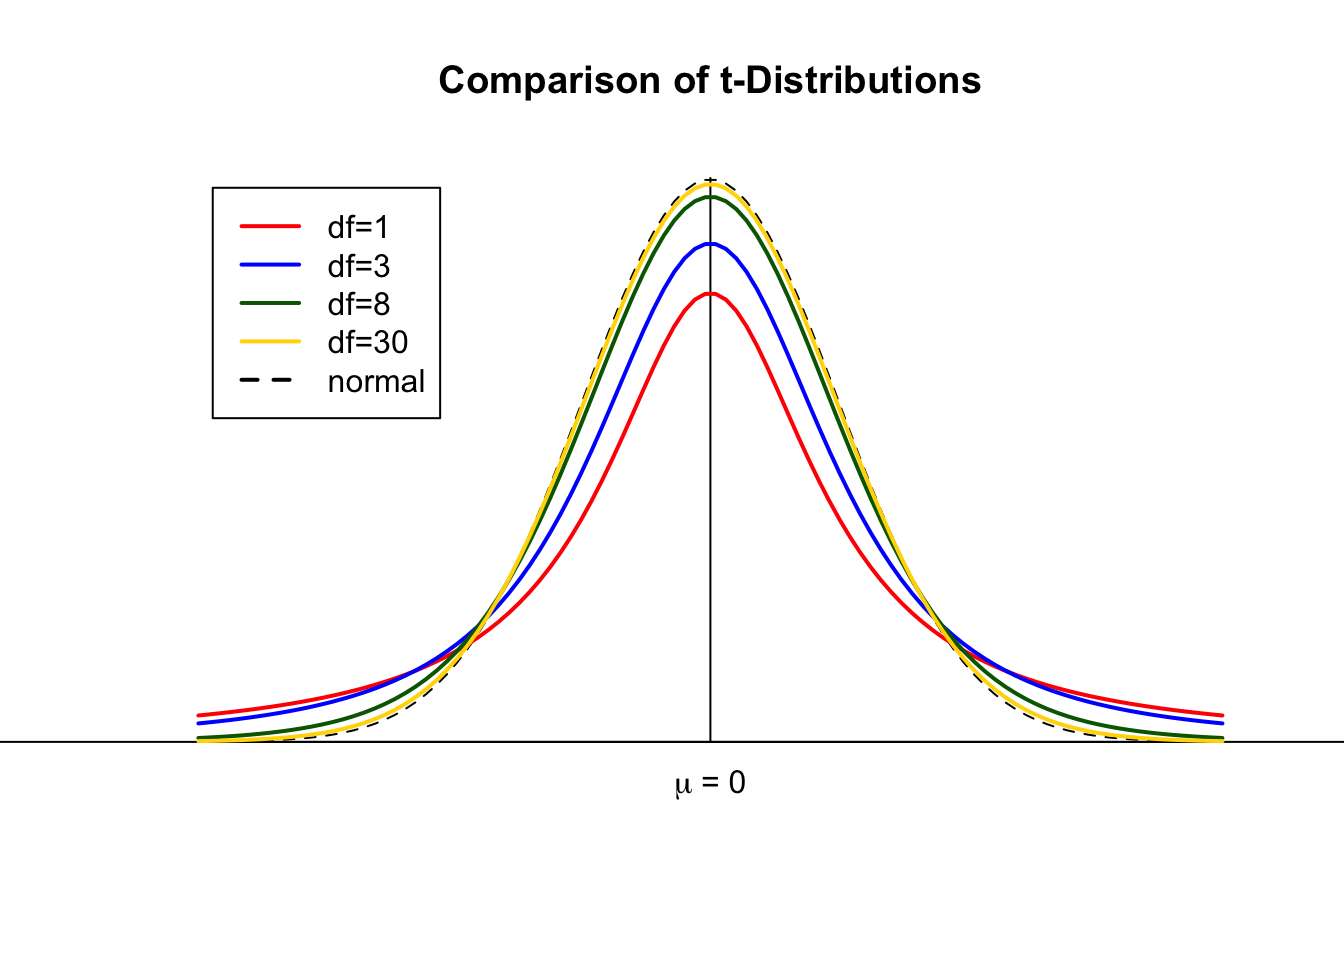 Comparison of t-Distributions
df=1
df=3
df=8
df=30
normal
μ = 0